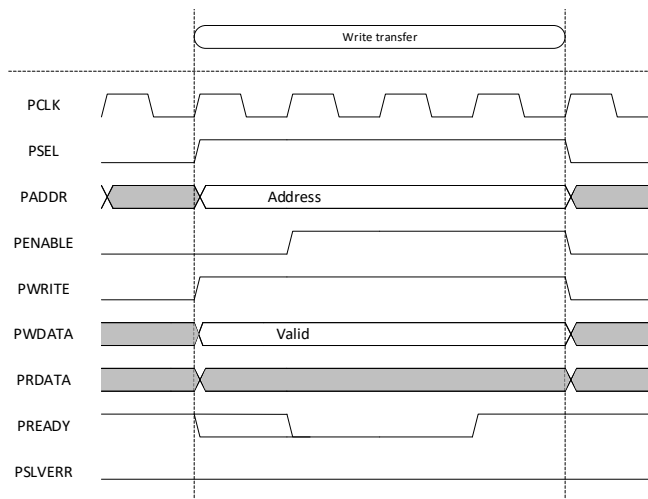 Write transfer
PCLK
PSEL
PADDR
Address
PENABLE
PWRITE
PWDATA
Valid
PRDATA
PREADY
PSLVERR